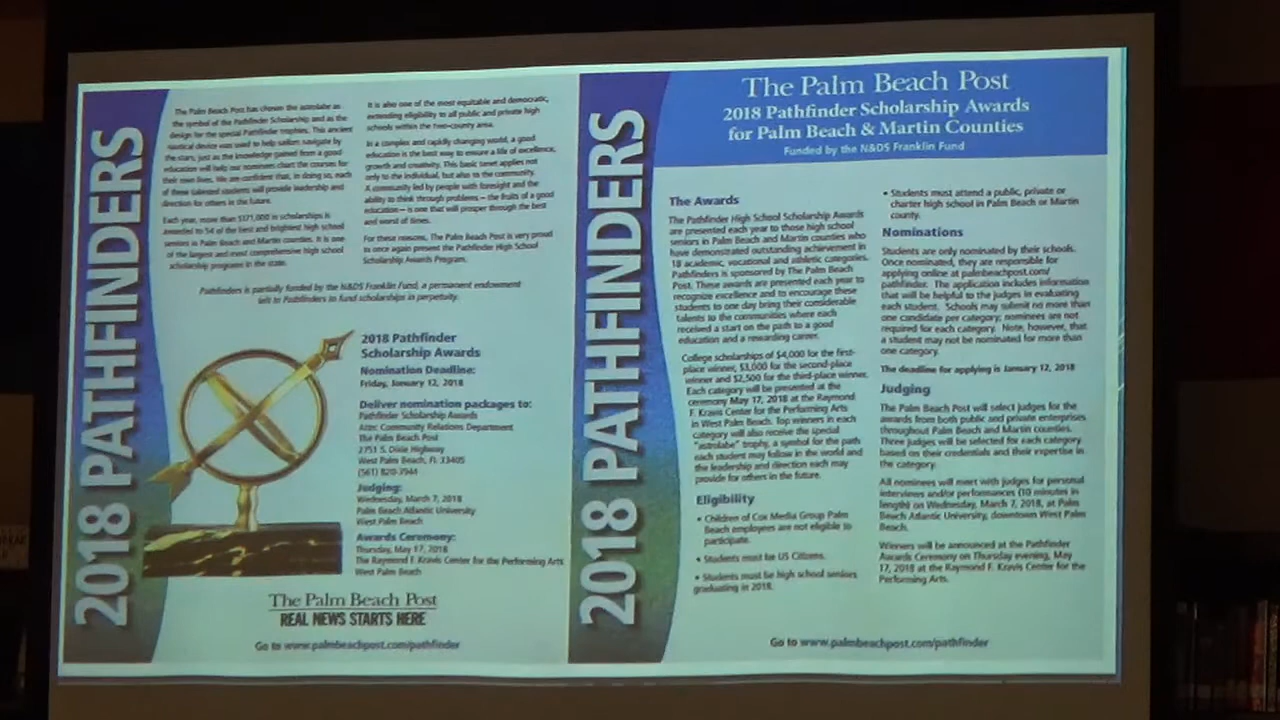 2018 PATHFINDERS
The Palm Beach Post has chosen the astrolabe as
the symbol of the Pathfinder Scholarship and as the
design for the special Pathfinder trophies. This ancient
nautical device was used to help sailors navigate by
the stars, just as the knowledge gained from a good
education will help our nominees chart the courses for
their own lives. We are confident that, in doing so, each
of these talented students will provide leadership and
direction for others in the future.
Each year, more than $171,000 in scholarships is
awarded to 54 of the best and brightest high school
seniors in Palm Beach and Martin counties. It is one
of the largest and most comprehensive high school
scholarship programs in the state.
It is also one of the most equitable and democratic,
extending eligibility to all public and private high
schools within the two-county area.
In a complex and rapidly changing world, a good
education is the best way to ensure a life of excellence,
growth and creativity. This basic tenet applies not
only to the individual, but also to the community.
A community led by people with foresight and the
ability to think through problems – the fruits of a good
education – is one that will prosper through the best
and worst of times.
For these reasons, The Palm Beach Post is very proud
to once again present the Pathfinder High School
Scholarship Awards Program.
Pathfinders is partially funded by the N&DS Franklin Fund, a permanent endowment
left to Pathfinders to fund scholarships in perpetuity.
2018 Pathfinder
Scholarship Awards
Nomination Deadline:
Friday, January 12, 2018
Deliver nomination packages to:
Pathfinder Scholarship Awards
Attn: Community Relations Department
The Palm Beach Post
2751 S. Dixie Highway
West Palm Beach, FL 33405
(561) 820-
Judging:
Wednesday, March 7, 2018
Palm Beach Atlantic University
West Palm Beach
Awards Ceremony:
Thursday, May 17, 2018
The Raymond F. Kravis Center for the Performing Arts
West Palm Beach
The Palm Beach Post
REAL NEWS STARTS HERE
Go to www.palmbeachpost.com/pathfinder
2018 PATHFINDERS
The Palm Beach Post
2018 Pathfinder Scholarship Awards
for Palm Beach & Martin Counties
Funded by the N&DS Franklin Fund
The Awards
The Pathfinder High School Scholarship Awards
are presented each year to those high school
seniors in Palm Beach and Martin counties who
have demonstrated outstanding achievement in
18 academic, vocational and athletic categories.
Pathfinders is sponsored by The Palm Beach
Post. These awards are presented each year to
recognize excellence and to encourage these
students to one day bring their considerable
talents to the communities where each
received a start on the path to a good
education and a rewarding career.
College scholarships of $4,000 for the first-
place winner, $3,000 for the second-place
winner and $2,500 for the third-place winner.
Each category will be presented at the
ceremony May 17, 2018 at the Raymond
F. Kravis Center for the Performing Arts
in West Palm Beach. Top winners in each
category will also receive the special
"astrolabe" trophy, a symbol for the path
each student may follow in the world and
the leadership and direction each may
provide for others in the future.
Eligibility
• Children of Cox Media Group Palm
Beach employees are not eligible to
participate.
• Students must be US Citizens.
• Students must be high school seniors
graduating in 2018.
• Students must attend a public, private or
charter high school in Palm Beach or Martin
county.
Nominations
Students are only nominated by their schools.
Once nominated, they are responsible for
applying online at palmbeachpost.com/
pathfinder. The application includes information
that will be helpful to the judges in evaluating
each student. Schools may submit no more than
one candidate per category; nominees are not
required for each category. Note, however, that
a student may not be nominated for more than
one category.
The deadline for applying is January 12, 2018
Judging
The Palm Beach Post will select judges for the
awards from both public and private enterprises
throughout Palm Beach and Martin counties.
Three judges will be selected for each category
based on their credentials and their expertise in
the category.
All nominees will meet with judges for personal
interviews and/or performances (10 minutes in
length) on Wednesday, March 7, 2018, at Palm
Beach Atlantic University, downtown West Palm
Beach.
Winners will be announced at the Pathfinder
Awards Ceremony on Thursday evening, May
17, 2018 at the Raymond F. Kravis Center for the
Performing Arts.
Go to www.palmbeachpost.com/pathfinder